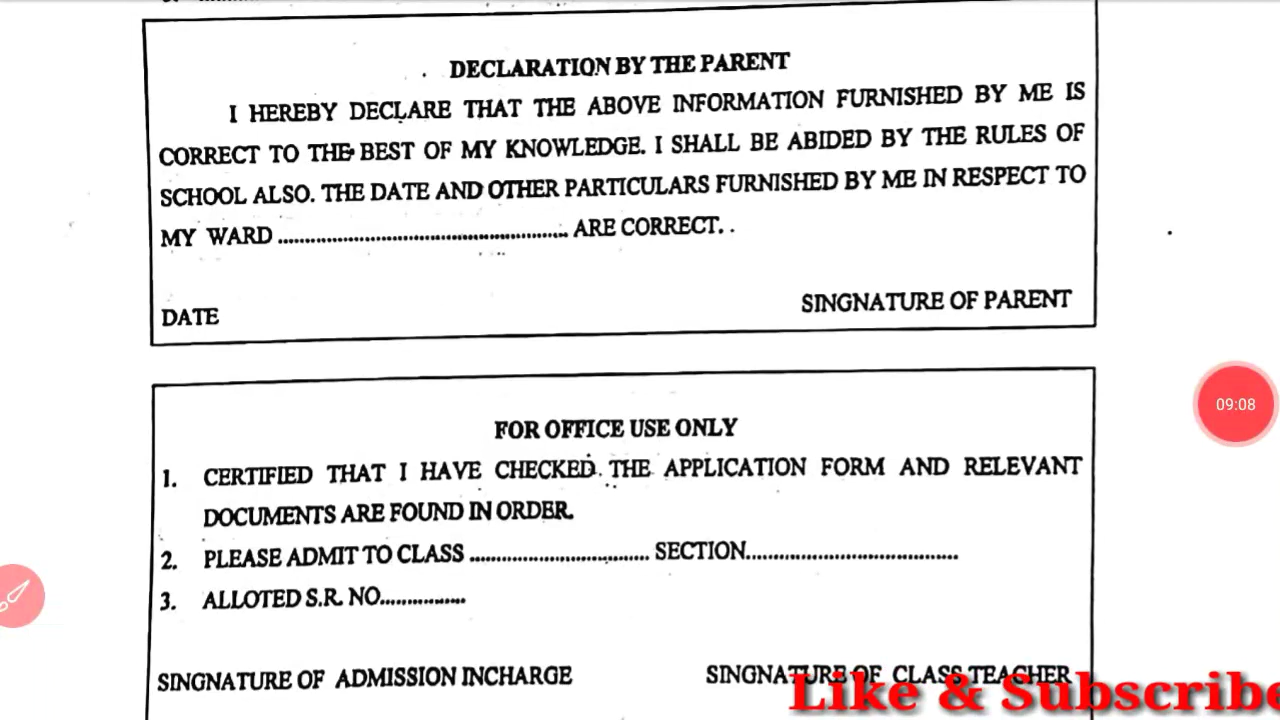 DECLARATION BY THE PARENT
I HEREBY DECLARE THAT THE ABOVE INFORMATION FURNISHED BY ME IS
CORRECT TO THE BEST OF MY KNOWLEDGE. I SHALL BE ABIDED BY THE RULES OF
SCHOOL ALSO. THE DATE AND OTHER PARTICULARS FURNISHED BY ME IN RESPECT TO
MY WARD ...................................................... ARE CORRECT. .
DATE SINGNATURE OF PARENT
FOR OFFICE USE ONLY
1. CERTIFIED THAT I HAVE CHECKED. THE APPLICATION FORM AND RELEVANT
DOCUMENTS ARE FOUND IN ORDER.
2. PLEASE ADMIT TO CLASS .................................. SECTION........................................
3. ALLOTED S.R. NO................
SINGNATURE OF ADMISSION INCHARGE SINGNATURE OF CLASS TEACHER
Like & Subscribe
09:08